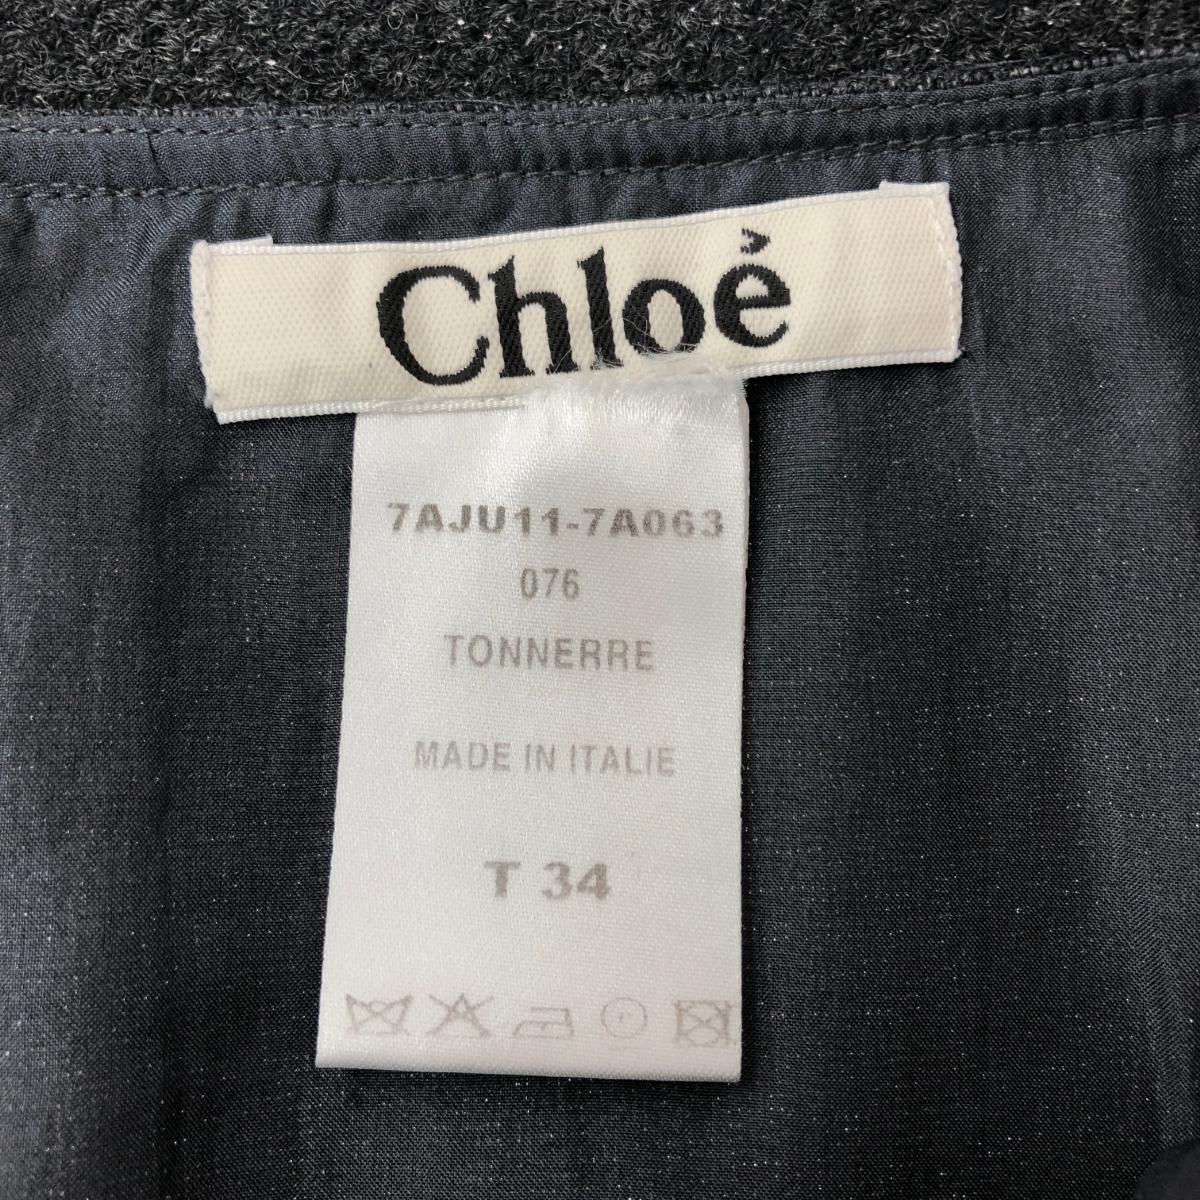 Chloé
7AJU11-7A063
076
TONNERRE
MADE IN ITALIE
T 34